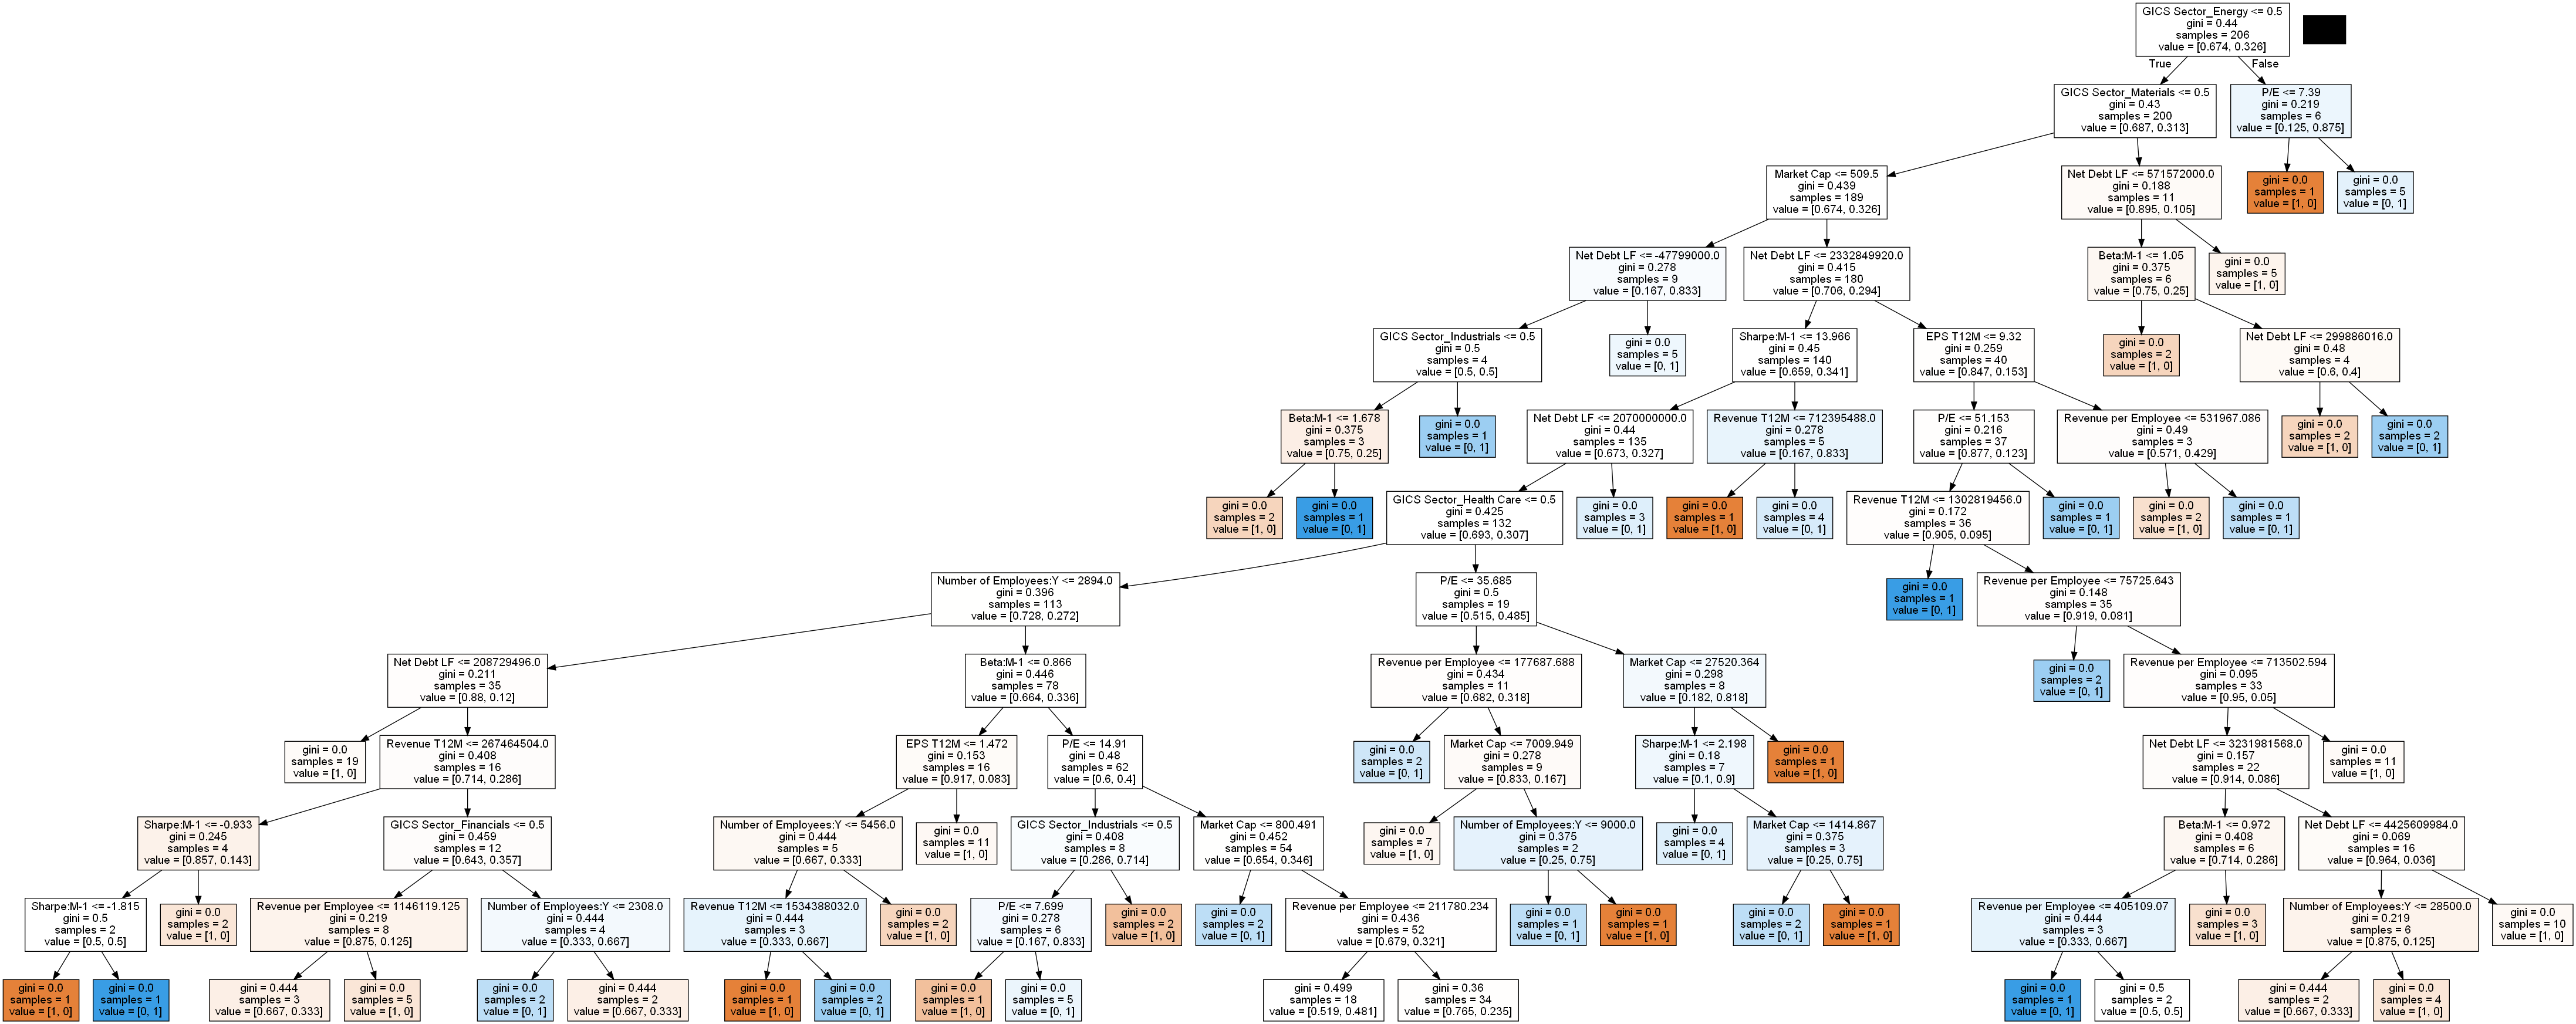 GICS Sector_Energy <= 0.5
gini = 0.44
samples = 206
value = [0.674, 0.326]
True
False
GICS Sector_Materials <= 0.5
gini = 0.43
samples = 200
value = [0.687, 0.313]
P/E <= 7.39
gini = 0.219
samples = 6
value = [0.125, 0.875]
Market Cap <= 509.5
gini = 0.439
samples = 189
value = [0.674, 0.326]
Net Debt LF <= 571572000.0
gini = 0.188
samples = 11
value = [0.895, 0.105]
gini = 0.0
samples = 1
value = [1, 0]
gini = 0.0
samples = 5
value = [0, 1]
Net Debt LF <= -47799000.0
gini = 0.278
samples = 9
value = [0.167, 0.833]
Net Debt LF <= 2332849920.0
gini = 0.415
samples = 180
value = [0.706, 0.294]
Beta:M-1 <= 1.05
gini = 0.375
samples = 6
value = [0.75, 0.25]
gini = 0.0
samples = 5
value = [1, 0]
GICS Sector_Industrials <= 0.5
gini = 0.5
samples = 4
value = [0.5, 0.5]
gini = 0.0
samples = 5
value = [0, 1]
Sharpe:M-1 <= 13.966
gini = 0.45
samples = 140
value = [0.659, 0.341]
EPS T12M <= 9.32
gini = 0.259
samples = 40
value = [0.847, 0.153]
gini = 0.0
samples = 2
value = [1, 0]
Net Debt LF <= 299886016.0
gini = 0.48
samples = 4
value = [0.6, 0.4]
Beta:M-1 <= 1.678
gini = 0.375
samples = 3
value = [0.75, 0.25]
gini = 0.0
samples = 1
value = [0, 1]
Net Debt LF <= 2070000000.0
gini = 0.44
samples = 135
value = [0.673, 0.327]
Revenue T12M <= 712395488.0
gini = 0.278
samples = 5
value = [0.167, 0.833]
P/E <= 51.153
gini = 0.216
samples = 37
value = [0.877, 0.123]
Revenue per Employee <= 531967.086
gini = 0.49
samples = 3
value = [0.571, 0.429]
gini = 0.0
samples = 2
value = [1, 0]
gini = 0.0
samples = 2
value = [0, 1]
gini = 0.0
samples = 2
value = [1, 0]
gini = 0.0
samples = 1
value = [0, 1]
GICS Sector_Health Care <= 0.5
gini = 0.425
samples = 132
value = [0.693, 0.307]
gini = 0.0
samples = 3
value = [0, 1]
gini = 0.0
samples = 1
value = [1, 0]
gini = 0.0
samples = 4
value = [0, 1]
Revenue T12M <= 1302819456.0
gini = 0.172
samples = 36
value = [0.905, 0.095]
gini = 0.0
samples = 1
value = [0, 1]
gini = 0.0
samples = 2
value = [1, 0]
gini = 0.0
samples = 1
value = [0, 1]
Number of Employees:Y <= 2894.0
gini = 0.396
samples = 113
value = [0.728, 0.272]
P/E <= 35.685
gini = 0.5
samples = 19
value = [0.515, 0.485]
gini = 0.0
samples = 1
value = [0, 1]
Revenue per Employee <= 75725.643
gini = 0.148
samples = 35
value = [0.919, 0.081]
Net Debt LF <= 208729496.0
gini = 0.211
samples = 35
value = [0.88, 0.12]
Beta:M-1 <= 0.866
gini = 0.446
samples = 78
value = [0.664, 0.336]
Revenue per Employee <= 177687.688
gini = 0.434
samples = 11
value = [0.682, 0.318]
Market Cap <= 27520.364
gini = 0.298
samples = 8
value = [0.182, 0.818]
gini = 0.0
samples = 2
value = [0, 1]
Revenue per Employee <= 713502.594
gini = 0.095
samples = 33
value = [0.95, 0.05]
gini = 0.0
samples = 19
value = [1, 0]
Revenue T12M <= 267464504.0
gini = 0.408
samples = 16
value = [0.714, 0.286]
EPS T12M <= 1.472
gini = 0.153
samples = 16
value = [0.917, 0.083]
P/E <= 14.91
gini = 0.48
samples = 62
value = [0.6, 0.4]
gini = 0.0
samples = 2
value = [0, 1]
Market Cap <= 7009.949
gini = 0.278
samples = 9
value = [0.833, 0.167]
Sharpe:M-1 <= 2.198
gini = 0.18
samples = 7
value = [0.1, 0.9]
gini = 0.0
samples = 1
value = [1, 0]
Net Debt LF <= 3231981568.0
gini = 0.157
samples = 22
value = [0.914, 0.086]
gini = 0.0
samples = 11
value = [1, 0]
Sharpe:M-1 <= -0.933
gini = 0.245
samples = 4
value = [0.857, 0.143]
GICS Sector_Financials <= 0.5
gini = 0.459
samples = 12
value = [0.643, 0.357]
Number of Employees:Y <= 5456.0
gini = 0.444
samples = 5
value = [0.667, 0.333]
gini = 0.0
samples = 11
value = [1, 0]
GICS Sector_Industrials <= 0.5
gini = 0.408
samples = 8
value = [0.286, 0.714]
Market Cap <= 800.491
gini = 0.452
samples = 54
value = [0.654, 0.346]
gini = 0.0
samples = 7
value = [1, 0]
Number of Employees:Y <= 9000.0
gini = 0.375
samples = 2
value = [0.25, 0.75]
gini = 0.0
samples = 4
value = [0, 1]
Market Cap <= 1414.867
gini = 0.375
samples = 3
value = [0.25, 0.75]
Beta:M-1 <= 0.972
gini = 0.408
samples = 6
value = [0.714, 0.286]
Net Debt LF <= 4425609984.0
gini = 0.069
samples = 16
value = [0.964, 0.036]
Sharpe:M-1 <= -1.815
gini = 0.5
samples = 2
value = [0.5, 0.5]
gini = 0.0
samples = 2
value = [1, 0]
Revenue per Employee <= 1146119.125
gini = 0.219
samples = 8
value = [0.875, 0.125]
Number of Employees:Y <= 2308.0
gini = 0.444
samples = 4
value = [0.333, 0.667]
Revenue T12M <= 1534388032.0
gini = 0.444
samples = 3
value = [0.333, 0.667]
gini = 0.0
samples = 2
value = [1, 0]
P/E <= 7.699
gini = 0.278
samples = 6
value = [0.167, 0.833]
gini = 0.0
samples = 2
value = [1, 0]
gini = 0.0
samples = 2
value = [0, 1]
Revenue per Employee <= 211780.234
gini = 0.436
samples = 52
value = [0.679, 0.321]
gini = 0.0
samples = 1
value = [0, 1]
gini = 0.0
samples = 1
value = [1, 0]
gini = 0.0
samples = 2
value = [0, 1]
gini = 0.0
samples = 1
value = [1, 0]
Revenue per Employee <= 405109.07
gini = 0.444
samples = 3
value = [0.333, 0.667]
gini = 0.0
samples = 3
value = [1, 0]
Number of Employees:Y <= 28500.0
gini = 0.219
samples = 6
value = [0.875, 0.125]
gini = 0.0
samples = 10
value = [1, 0]
gini = 0.0
samples = 1
value = [1, 0]
gini = 0.0
samples = 1
value = [0, 1]
gini = 0.444
samples = 3
value = [0.667, 0.333]
gini = 0.0
samples = 5
value = [1, 0]
gini = 0.0
samples = 2
value = [0, 1]
gini = 0.444
samples = 2
value = [0.667, 0.333]
gini = 0.0
samples = 1
value = [1, 0]
gini = 0.0
samples = 2
value = [0, 1]
gini = 0.0
samples = 1
value = [1, 0]
gini = 0.0
samples = 5
value = [0, 1]
gini = 0.499
samples = 18
value = [0.519, 0.481]
gini = 0.36
samples = 34
value = [0.765, 0.235]
gini = 0.0
samples = 1
value = [0, 1]
gini = 0.5
samples = 2
value = [0.5, 0.5]
gini = 0.444
samples = 2
value = [0.667, 0.333]
gini = 0.0
samples = 4
value = [1, 0]